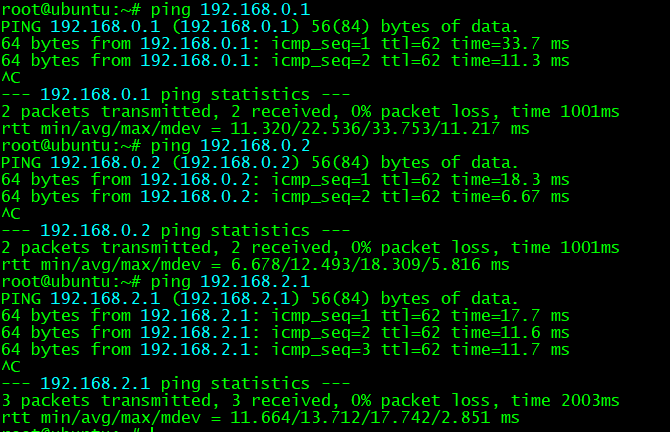 root@ubuntu:~# ping 192.168.0.1
PING 192.168.0.1 (192.168.0.1) 56(84) bytes of data.
64 bytes from 192.168.0.1: icmp_seq=1 ttl=62 time=33.7 ms
64 bytes from 192.168.0.1: icmp_seq=2 ttl=62 time=11.3 ms
^C
--- 192.168.0.1 ping statistics ---
2 packets transmitted, 2 received, 0% packet loss, time 1001ms
rtt min/avg/max/mdev = 11.320/22.536/33.753/11.217 ms
root@ubuntu:~# ping 192.168.0.2
PING 192.168.0.2 (192.168.0.2) 56(84) bytes of data.
64 bytes from 192.168.0.2: icmp_seq=1 ttl=62 time=18.3 ms
64 bytes from 192.168.0.2: icmp_seq=2 ttl=62 time=6.67 ms
^C
--- 192.168.0.2 ping statistics ---
2 packets transmitted, 2 received, 0% packet loss, time 1001ms
rtt min/avg/max/mdev = 6.678/12.493/18.309/5.816 ms
root@ubuntu:~# ping 192.168.2.1
PING 192.168.2.1 (192.168.2.1) 56(84) bytes of data.
64 bytes from 192.168.2.1: icmp_seq=1 ttl=62 time=17.7 ms
64 bytes from 192.168.2.1: icmp_seq=2 ttl=62 time=11.6 ms
64 bytes from 192.168.2.1: icmp_seq=3 ttl=62 time=11.7 ms
^C
--- 192.168.2.1 ping statistics ---
3 packets transmitted, 3 received, 0% packet loss, time 2003ms
rtt min/avg/max/mdev = 11.664/13.712/17.742/2.851 ms
root@ubuntu:~#